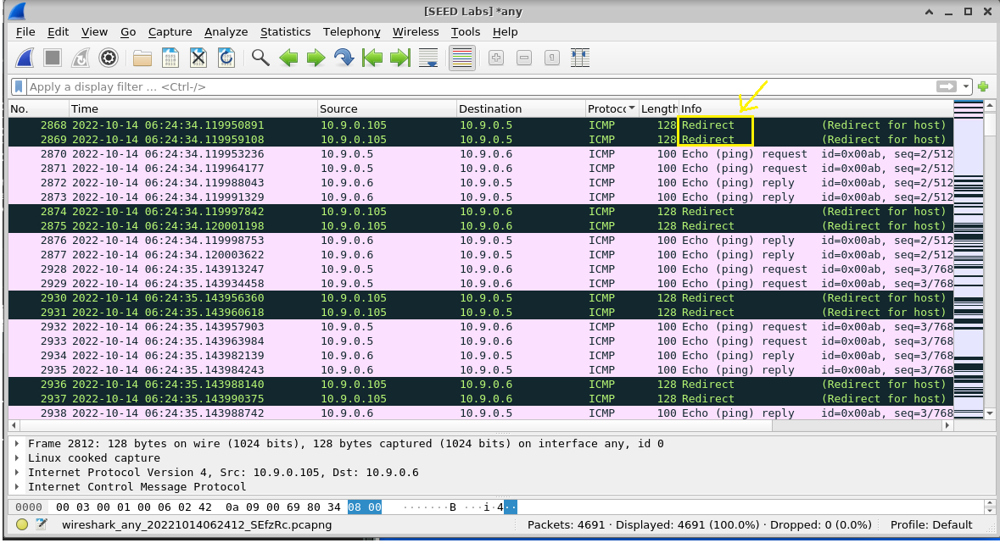 [SEED Labs] *any
File Edit View Go Capture Analyze Statistics Telephony Wireless Tools Help
Apply a display filter … <Ctrl-/>
No. Time Source Destination Protoc Length Info
2868 2022-10-14 06:24:34.119950891 10.9.0.105 10.9.0.5 ICMP 128 Redirect (Redirect for host)
2869 2022-10-14 06:24:34.119959108 10.9.0.105 10.9.0.5 ICMP 128 Redirect (Redirect for host)
2870 2022-10-14 06:24:34.119953236 10.9.0.5 10.9.0.6 ICMP 100 Echo (ping) request id=0x00ab, seq=2/512
2871 2022-10-14 06:24:34.119964177 10.9.0.5 10.9.0.6 ICMP 100 Echo (ping) request id=0x00ab, seq=2/512
2872 2022-10-14 06:24:34.119988043 10.9.0.6 10.9.0.5 ICMP 100 Echo (ping) reply id=0x00ab, seq=2/512
2873 2022-10-14 06:24:34.119991329 10.9.0.6 10.9.0.5 ICMP 100 Echo (ping) reply id=0x00ab, seq=2/512
2874 2022-10-14 06:24:34.119997842 10.9.0.105 10.9.0.6 ICMP 128 Redirect (Redirect for host)
2875 2022-10-14 06:24:34.120001198 10.9.0.105 10.9.0.6 ICMP 128 Redirect (Redirect for host)
2876 2022-10-14 06:24:34.119998753 10.9.0.6 10.9.0.5 ICMP 100 Echo (ping) reply id=0x00ab, seq=2/512
2877 2022-10-14 06:24:34.120003622 10.9.0.6 10.9.0.5 ICMP 100 Echo (ping) reply id=0x00ab, seq=2/512
2928 2022-10-14 06:24:35.143913247 10.9.0.5 10.9.0.6 ICMP 100 Echo (ping) request id=0x00ab, seq=3/768
2929 2022-10-14 06:24:35.143934458 10.9.0.5 10.9.0.6 ICMP 100 Echo (ping) request id=0x00ab, seq=3/768
2930 2022-10-14 06:24:35.143956360 10.9.0.105 10.9.0.5 ICMP 128 Redirect (Redirect for host)
2931 2022-10-14 06:24:35.143960618 10.9.0.105 10.9.0.5 ICMP 128 Redirect (Redirect for host)
2932 2022-10-14 06:24:35.143957903 10.9.0.5 10.9.0.6 ICMP 100 Echo (ping) request id=0x00ab, seq=3/768
2933 2022-10-14 06:24:35.143963984 10.9.0.5 10.9.0.6 ICMP 100 Echo (ping) request id=0x00ab, seq=3/768
2934 2022-10-14 06:24:35.143982139 10.9.0.6 10.9.0.5 ICMP 100 Echo (ping) reply id=0x00ab, seq=3/768
2935 2022-10-14 06:24:35.143984243 10.9.0.6 10.9.0.5 ICMP 100 Echo (ping) reply id=0x00ab, seq=3/768
2936 2022-10-14 06:24:35.143988140 10.9.0.105 10.9.0.6 ICMP 128 Redirect (Redirect for host)
2937 2022-10-14 06:24:35.143990375 10.9.0.105 10.9.0.6 ICMP 128 Redirect (Redirect for host)
2938 2022-10-14 06:24:35.143988742 10.9.0.6 10.9.0.5 ICMP 100 Echo (ping) reply id=0x00ab, seq=3/768
Frame 2812: 128 bytes on wire (1024 bits), 128 bytes captured (1024 bits) on interface any, id 0
Linux cooked capture
Internet Protocol Version 4, Src: 10.9.0.105, Dst: 10.9.0.6
Internet Control Message Protocol
0000 00 03 00 01 00 06 02 42 0a 09 00 69 80 34 08 00 ·······B ···i·4··
wireshark_any_20221014062412_SEfzRc.pcapng Packets: 4691 · Displayed: 4691 (100.0%) · Dropped: 0 (0.0%) Profile: Default